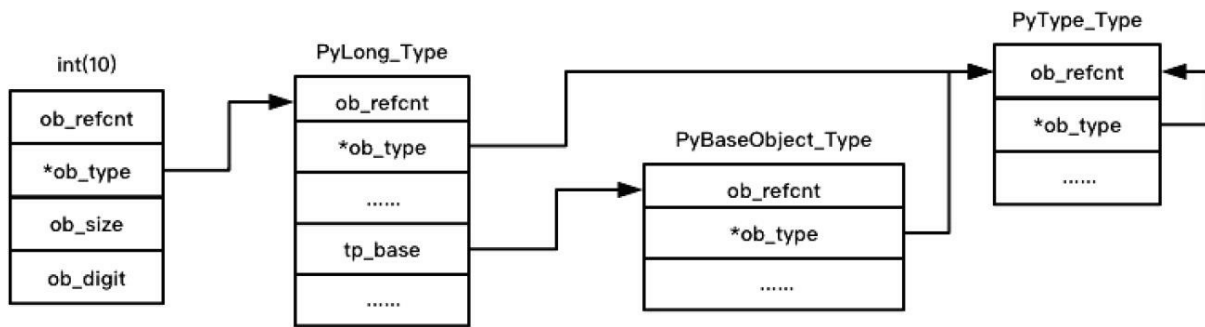 int(10)
ob_refcnt
*ob_type
ob_size
ob_digit
PyLong_Type
ob_refcnt
*ob_type
......
tp_base
......
PyBaseObject_Type
ob_refcnt
*ob_type
......
PyType_Type
ob_refcnt
*ob_type
......